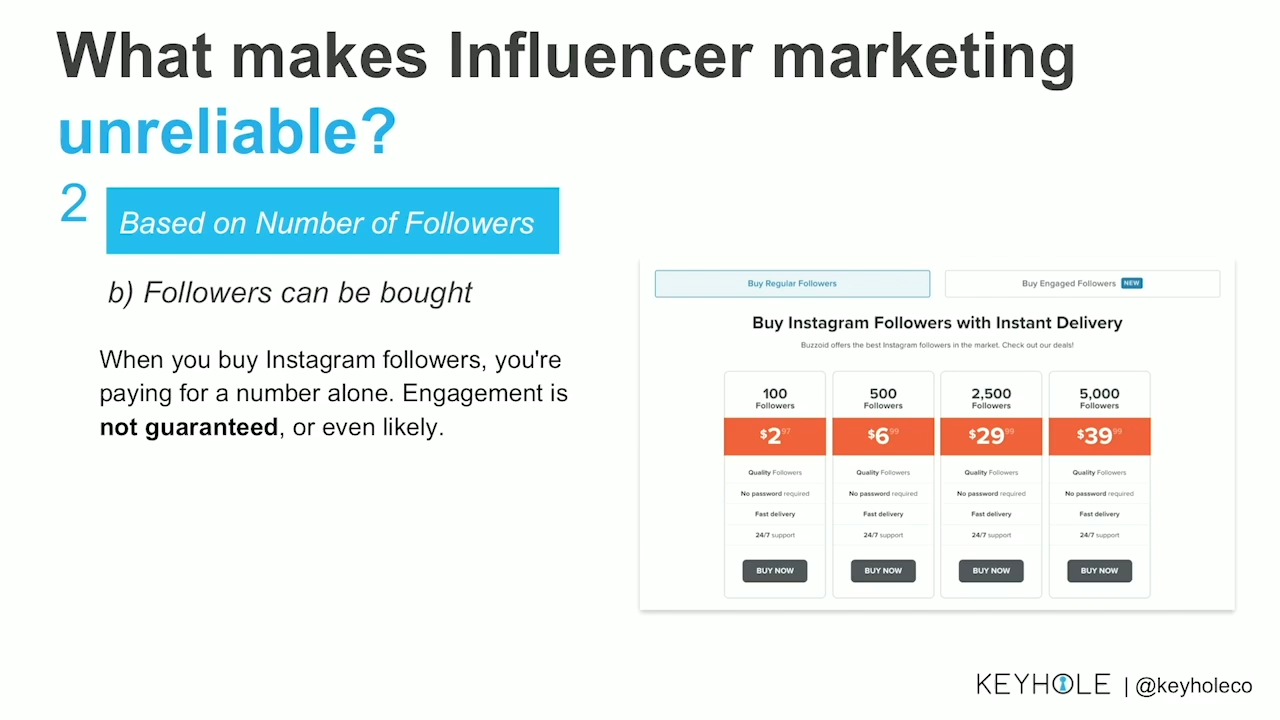 What makes Influencer marketing
unreliable?
2
Based on Number of Followers
b) Followers can be bought
When you buy Instagram followers, you're
paying for a number alone. Engagement is
not guaranteed, or even likely.
Buy Regular Followers
Buy Engaged Followers NEW
Buy Instagram Followers with Instant Delivery
Buzzoid offers the best Instagram followers in the market. Check out our deals!
100
Followers
$2.97
Quality Followers
No password required
Fast delivery
24/7 support
BUY NOW
500
Followers
$6.99
Quality Followers
No password required
Fast delivery
24/7 support
BUY NOW
2,500
Followers
$29.99
Quality Followers
No password required
Fast delivery
24/7 support
BUY NOW
5,000
Followers
$39.99
Quality Followers
No password required
Fast delivery
24/7 support
BUY NOW
KEYHOLE | @keyholeco